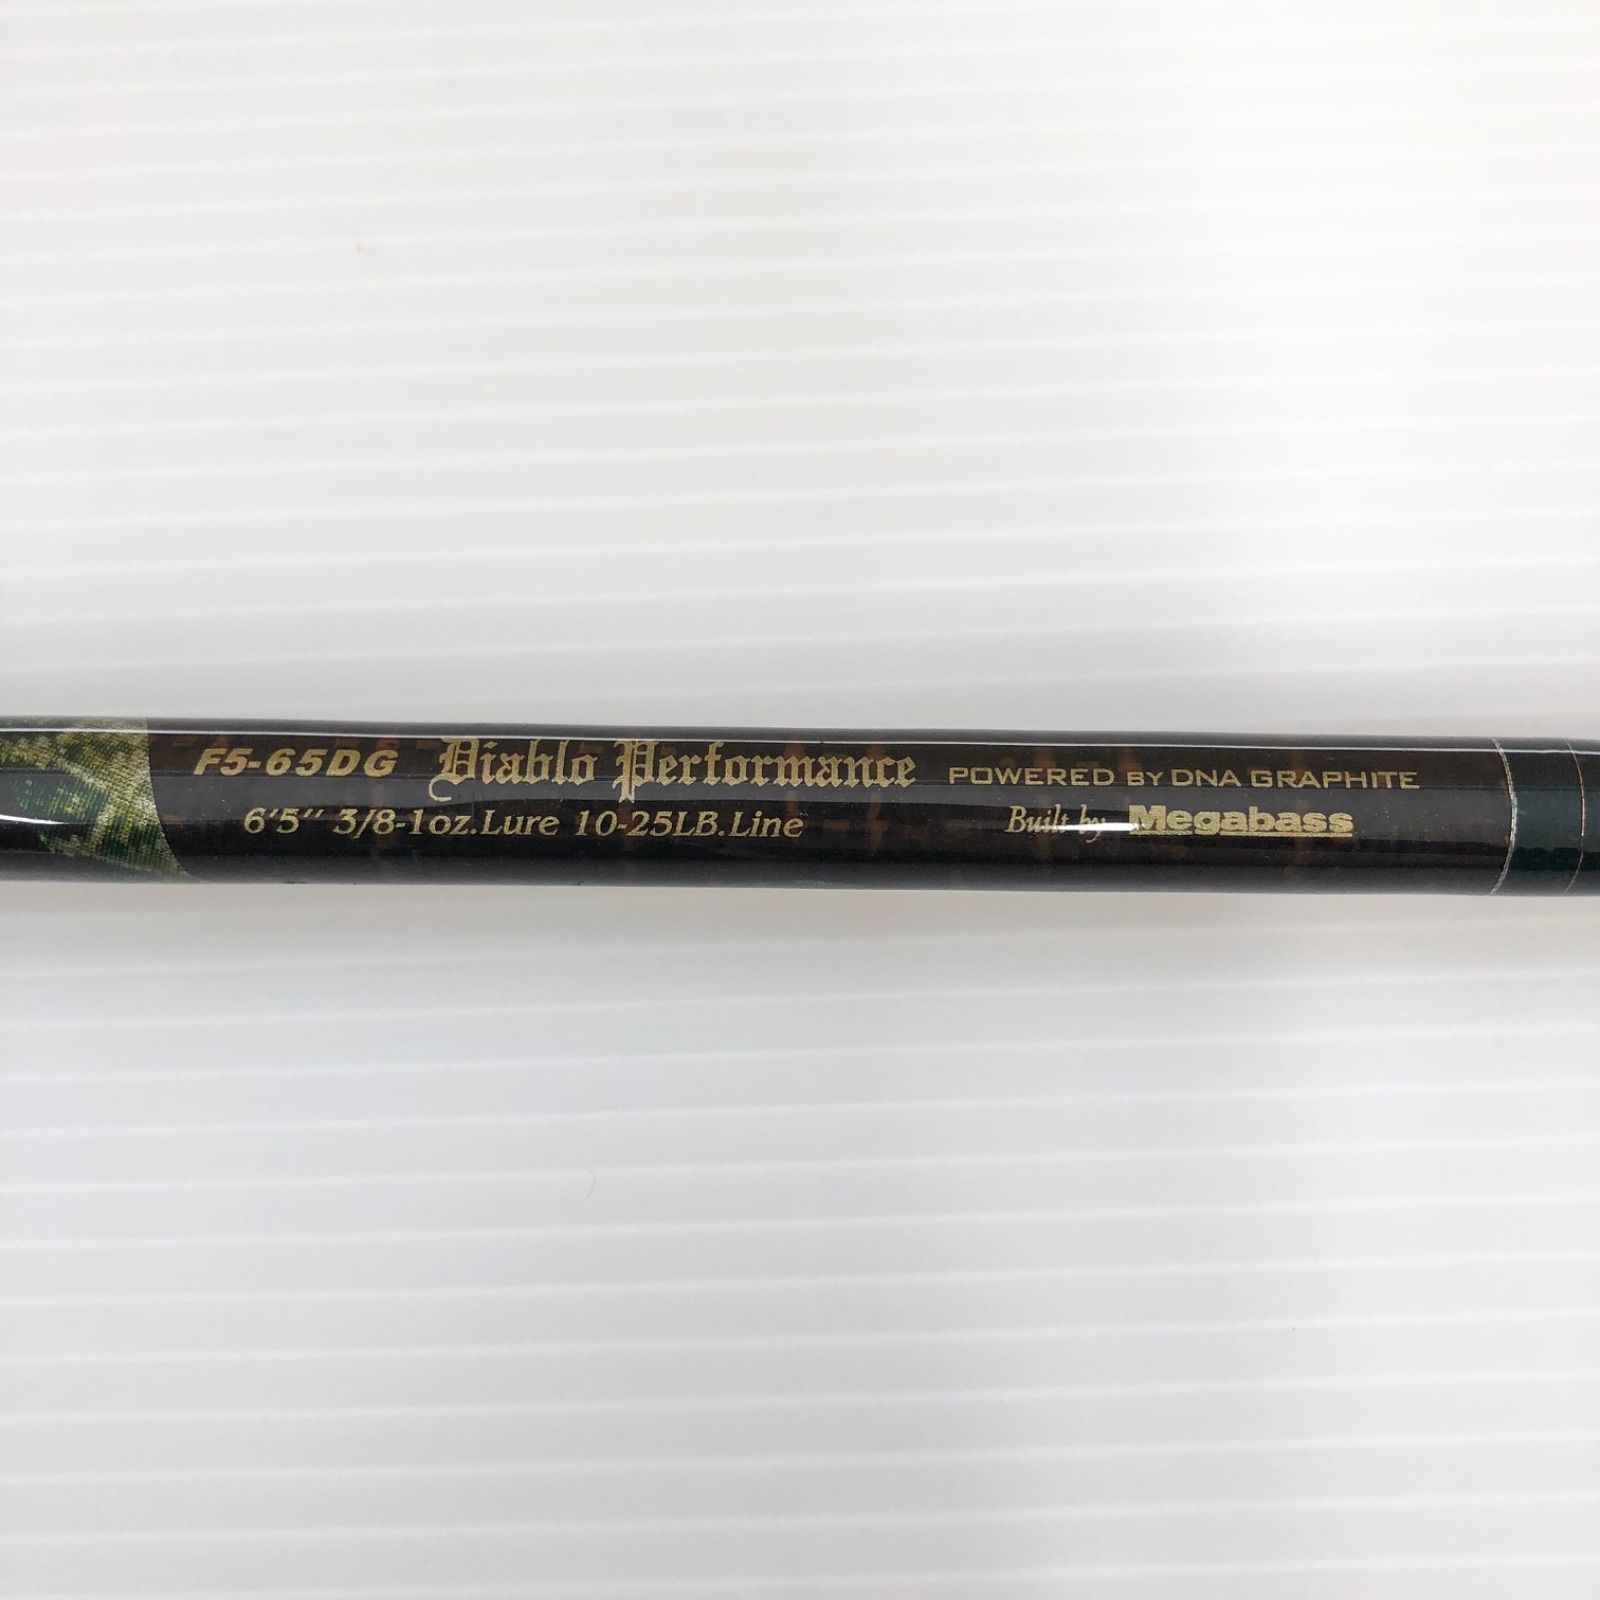 F5-65DG Diablo Performance POWERED BY DNA GRAPHITE
6'5'' 3/8-1oz.Lure 10-25LB.Line Built by Megabass